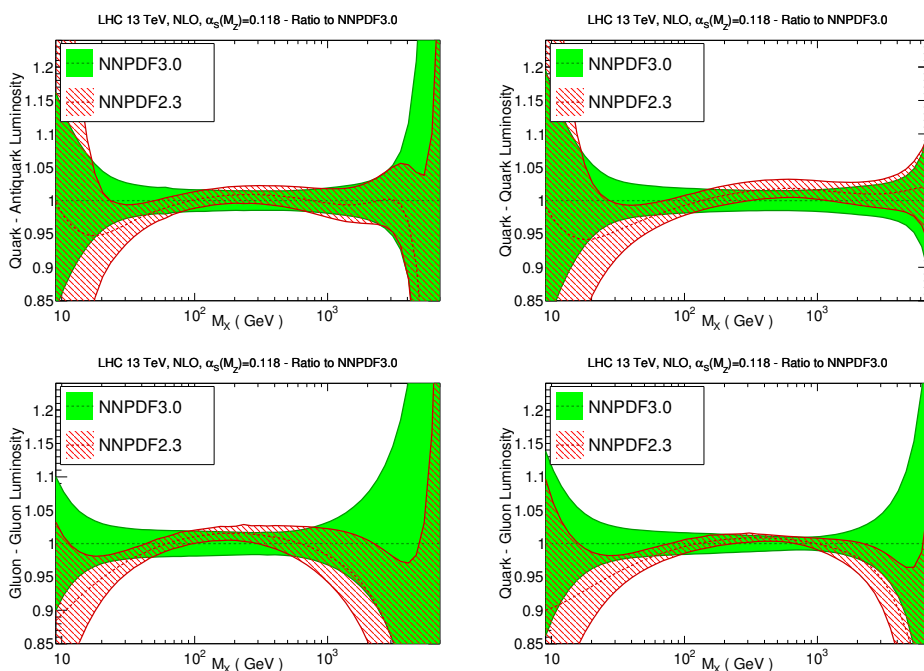 LHC 13 TeV, NLO, αs(Mz)=0.118 - Ratio to NNPDF3.0
Quark - Antiquark Luminosity
1.2
1.15
1.1
1.05
1
0.95
0.9
0.85
NNPDF3.0
NNPDF2.3
10 10² 10³
Mx ( GeV )
LHC 13 TeV, NLO, αs(Mz)=0.118 - Ratio to NNPDF3.0
Quark - Quark Luminosity
1.2
1.15
1.1
1.05
1
0.95
0.9
0.85
NNPDF3.0
NNPDF2.3
10 10² 10³
Mx ( GeV )
LHC 13 TeV, NLO, αs(Mz)=0.118 - Ratio to NNPDF3.0
Gluon - Gluon Luminosity
1.2
1.15
1.1
1.05
1
0.95
0.9
0.85
NNPDF3.0
NNPDF2.3
10 10² 10³
Mx ( GeV )
LHC 13 TeV, NLO, αs(Mz)=0.118 - Ratio to NNPDF3.0
Quark - Gluon Luminosity
1.2
1.15
1.1
1.05
1
0.95
0.9
0.85
NNPDF3.0
NNPDF2.3
10 10² 10³
Mx ( GeV )